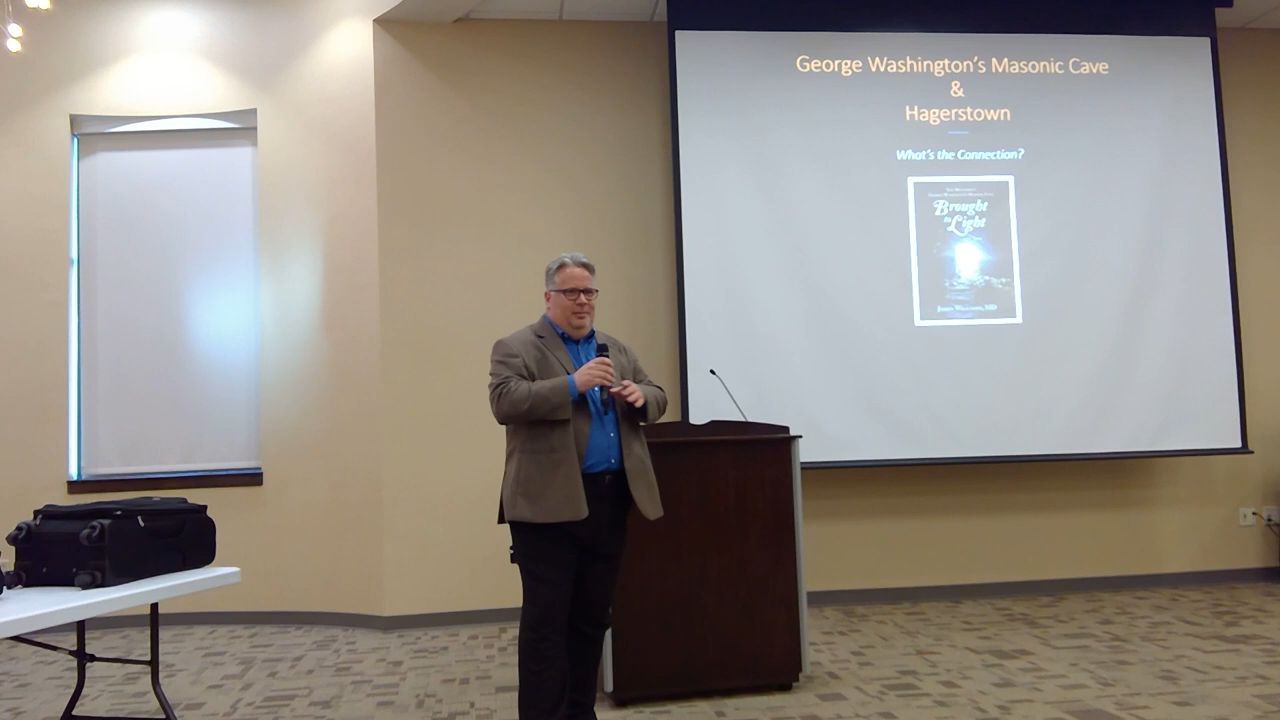 George Washington's Masonic Cave
&
Hagerstown
What's the Connection?
Brought
to Light